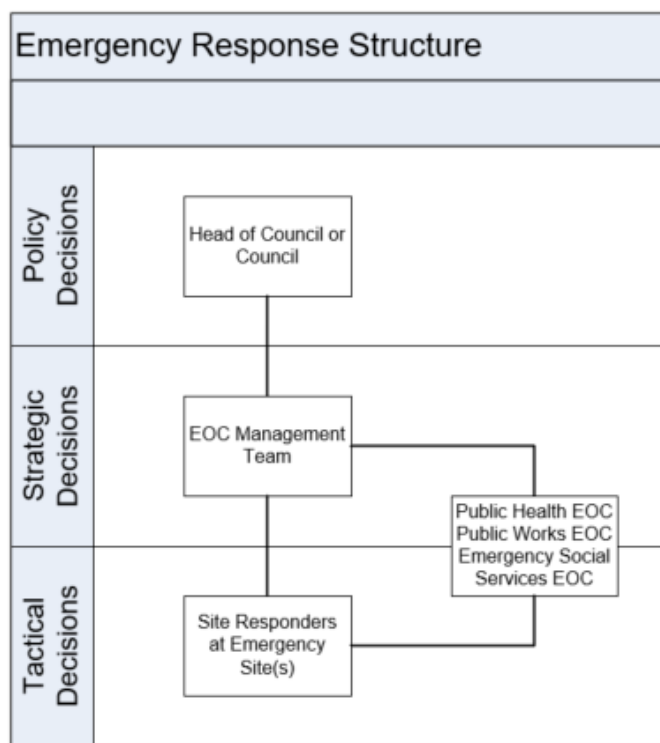 Emergency Response Structure
Policy
Decisions
Head of Council or
Council
Strategic
Decisions
EOC Management
Team
Public Health EOC
Public Works EOC
Emergency Social
Services EOC
Tactical
Decisions
Site Responders
at Emergency
Site(s)